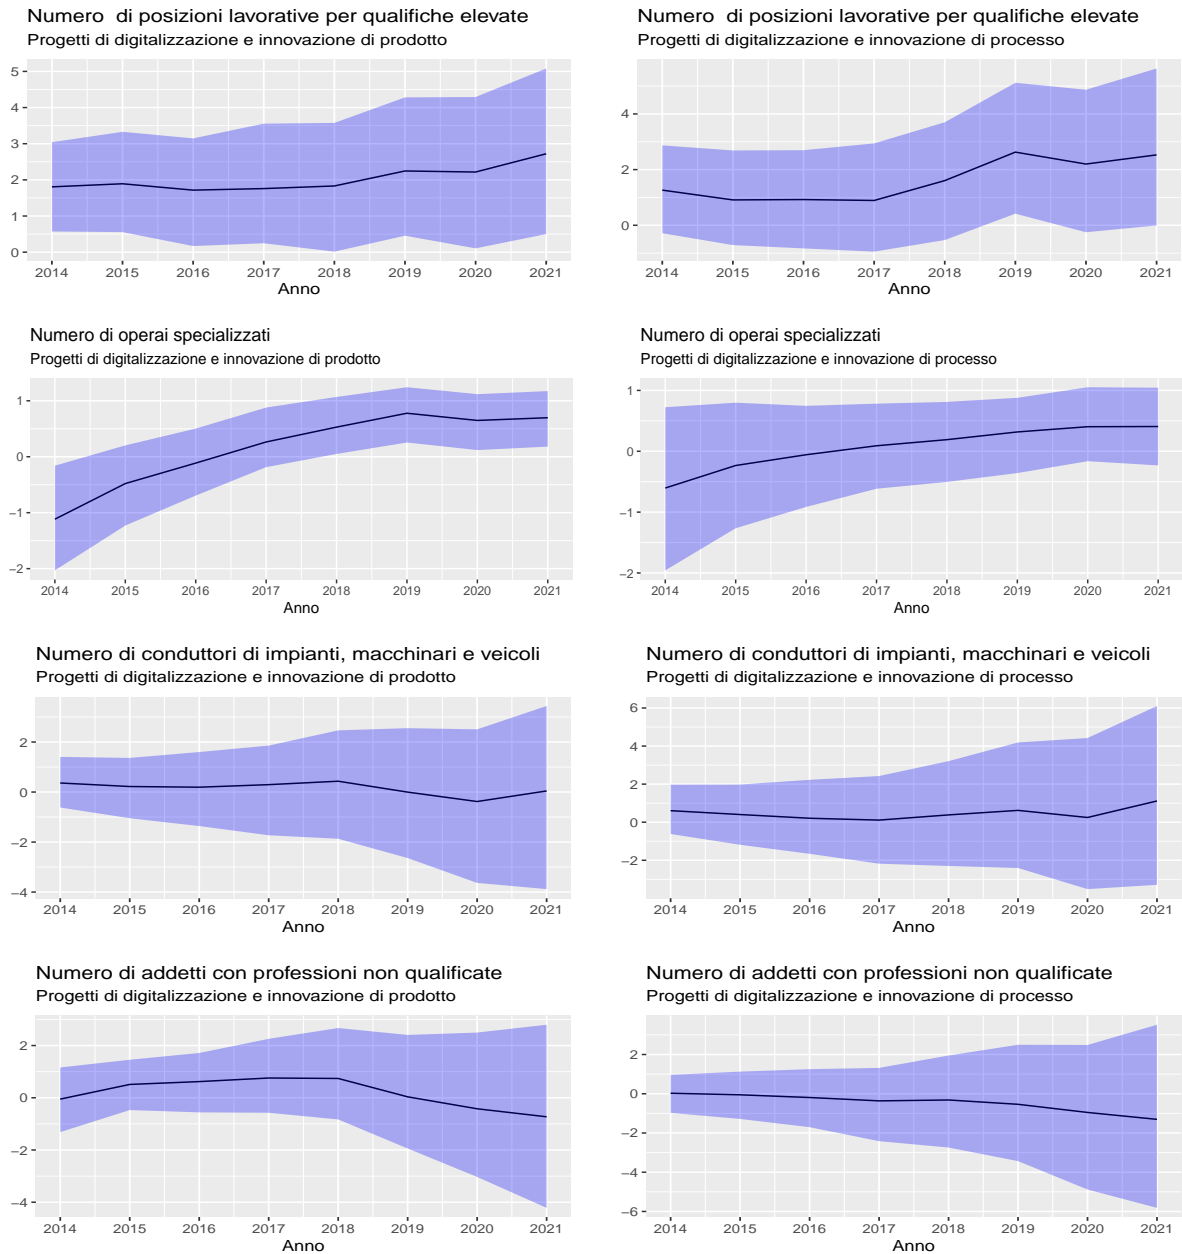 Numero  di posizioni lavorative per qualifiche elevate
Progetti di digitalizzazione e innovazione di prodotto
5
4
3
2
1
0
2014 2015 2016 2017 2018 2019 2020 2021
Anno
Numero  di posizioni lavorative per qualifiche elevate
Progetti di digitalizzazione e innovazione di processo
4
2
0
2014 2015 2016 2017 2018 2019 2020 2021
Anno
Numero di operai specializzati
Progetti di digitalizzazione e innovazione di prodotto
1
0
−1
−2
2014 2015 2016 2017 2018 2019 2020 2021
Anno
Numero di operai specializzati
Progetti di digitalizzazione e innovazione di processo
1
0
−1
−2
2014 2015 2016 2017 2018 2019 2020 2021
Anno
Numero di conduttori di impianti, macchinari e veicoli
Progetti di digitalizzazione e innovazione di prodotto
2
0
−2
−4
2014 2015 2016 2017 2018 2019 2020 2021
Anno
Numero di conduttori di impianti, macchinari e veicoli
Progetti di digitalizzazione e innovazione di processo
6
4
2
0
−2
2014 2015 2016 2017 2018 2019 2020 2021
Anno
Numero di addetti con professioni non qualificate
Progetti di digitalizzazione e innovazione di prodotto
2
0
−2
−4
2014 2015 2016 2017 2018 2019 2020 2021
Anno
Numero di addetti con professioni non qualificate
Progetti di digitalizzazione e innovazione di processo
2
0
−2
−4
−6
2014 2015 2016 2017 2018 2019 2020 2021
Anno